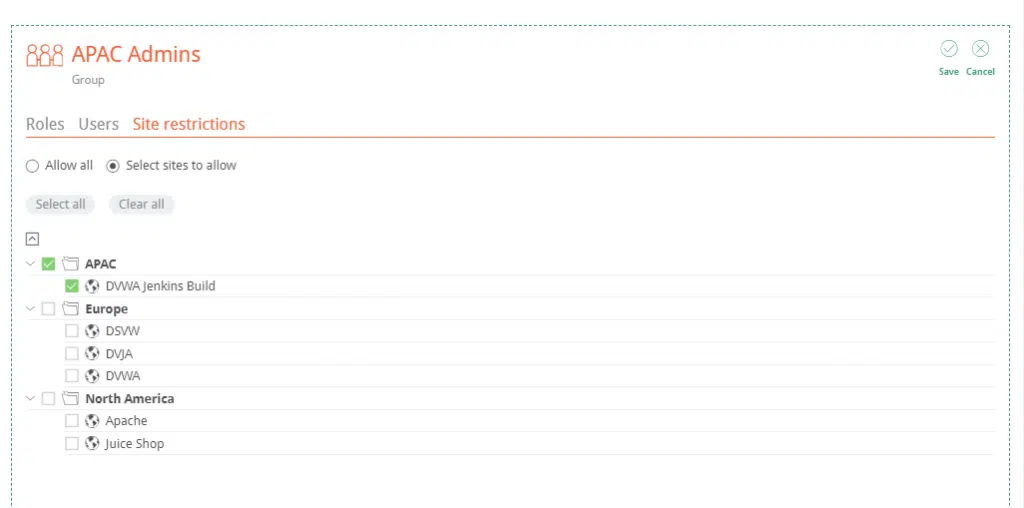 APAC Admins
Group
Save Cancel
Roles Users Site restrictions
Allow all Select sites to allow
Select all Clear all
APAC
DVWA Jenkins Build
Europe
DSVW
DVJA
DVWA
North America
Apache
Juice Shop